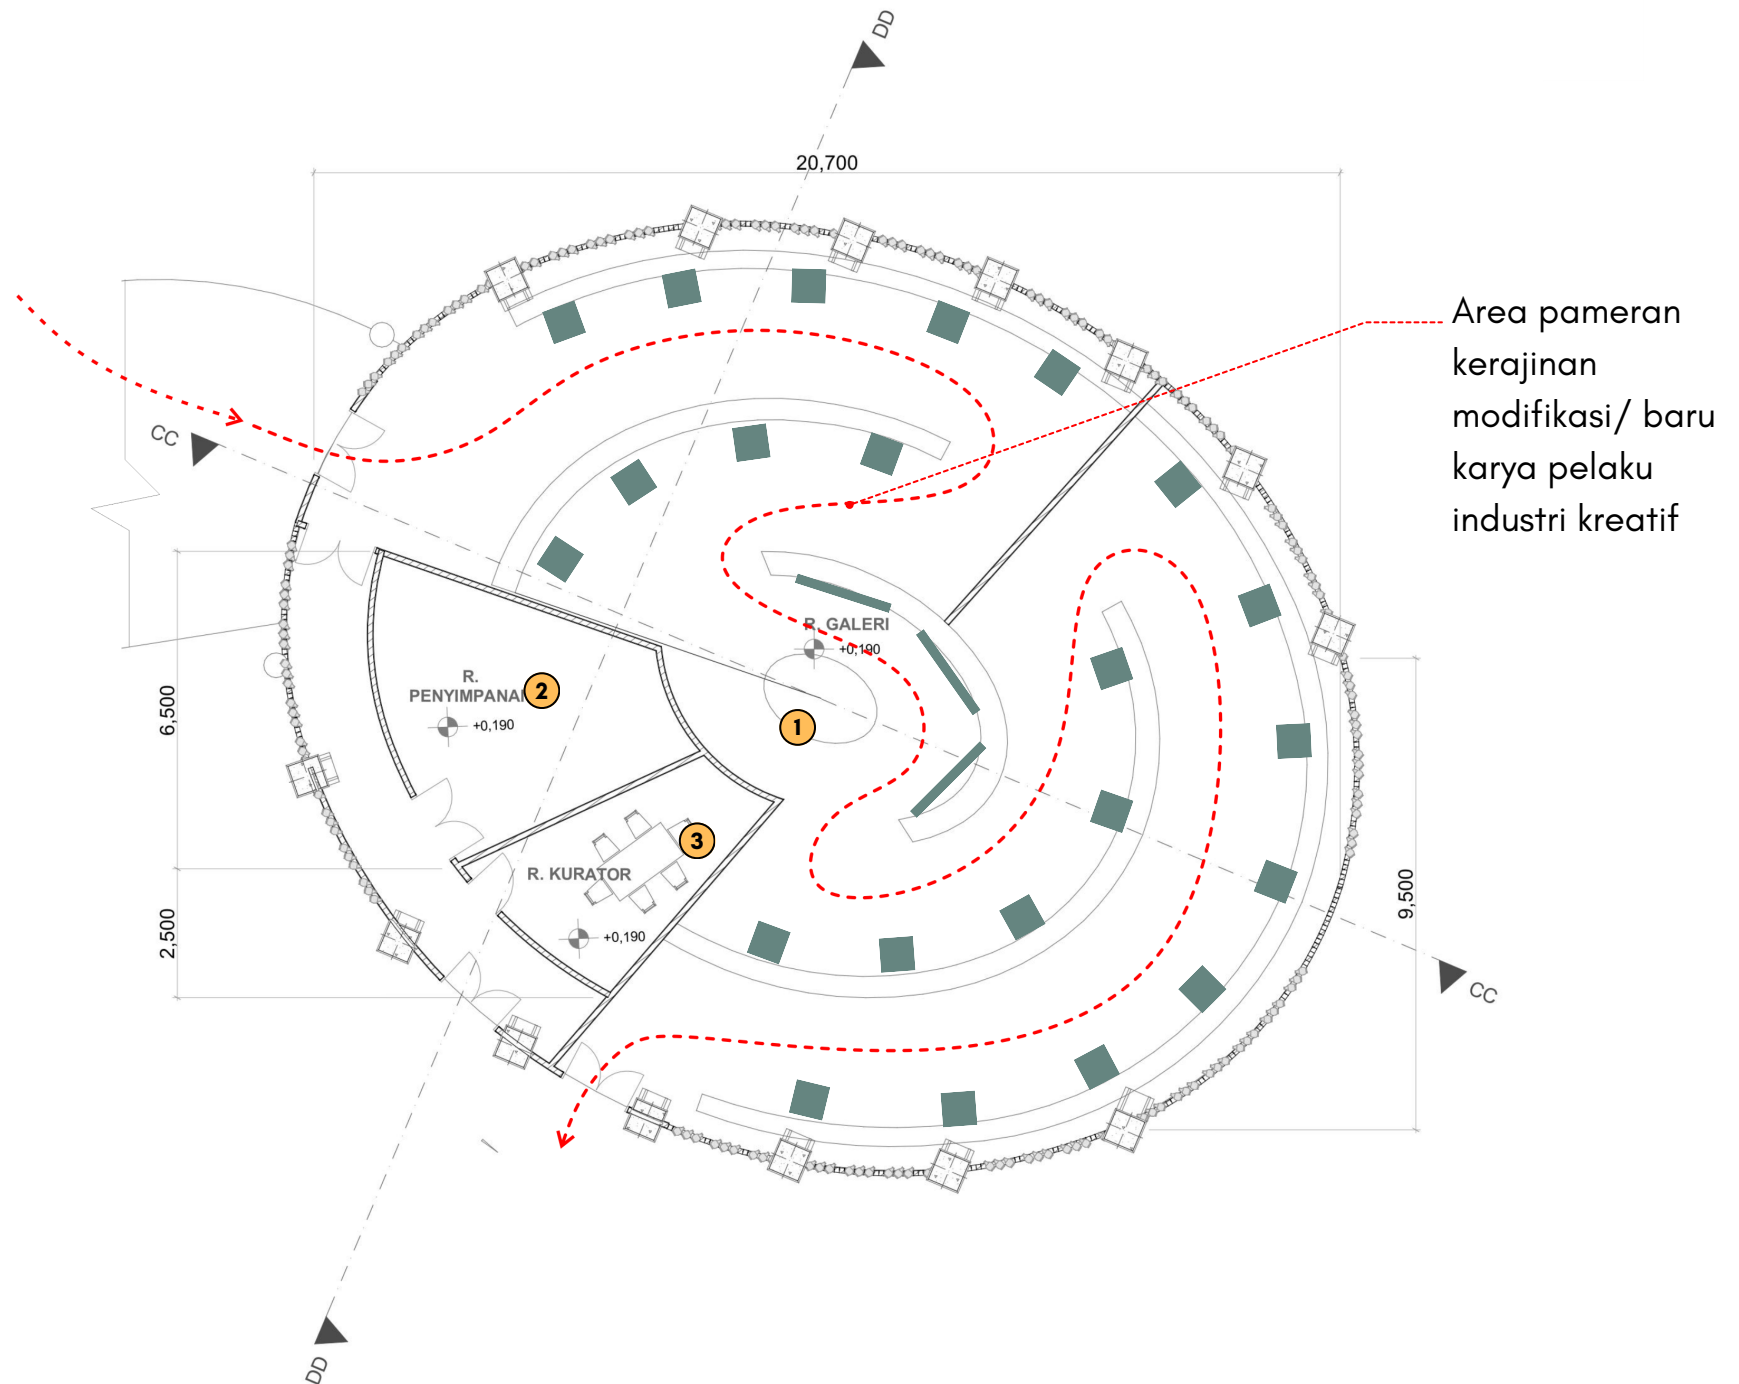 DD
20,700
Area pameran
kerajinan
modifikasi/ baru
karya pelaku
industri kreatif
CC
R. GALERI
+0,190
1
R.
PENYIMPANAN
2
+0,190
6,500
3
R. KURATOR
+0,190
2,500
9,500
CC
DD